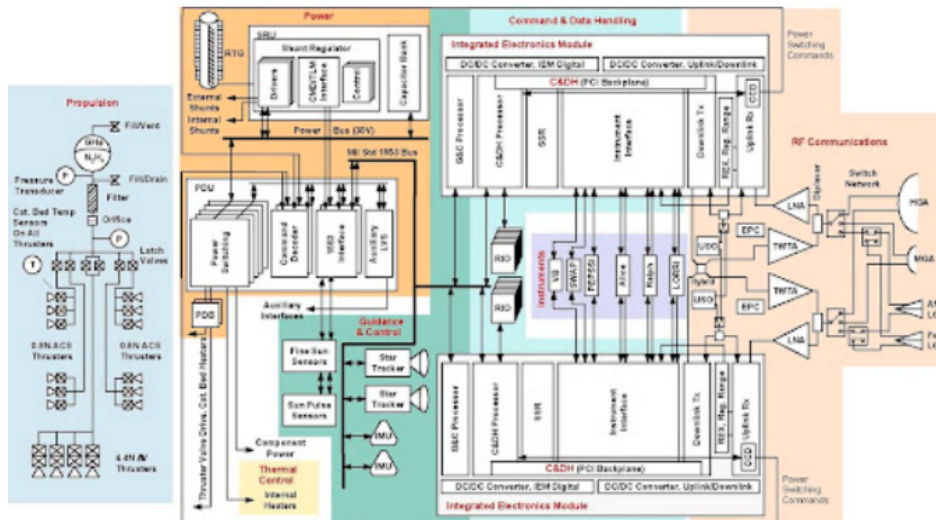 Propulsion
Fill/Vent
GHe
N₂H₄
Pressure
Transducer
P
Fill/Drain
Filter
Cat. Bed Temp
Sensors
On All
Thrusters
Orifice
P
T
Latch
Valves
0.8N ACS
Thrusters
0.8N ACS
Thrusters
4.4N ΔV
Thrusters
Power
RTG
SRU
Shunt Regulator
Drivers
CMD/TLM
Interface
Control
Capacitor Bank
External
Shunts
Internal
Shunts
Power Bus (30V)
Mil Std 1553 Bus
PDU
Power
Switching
Command
Decoder
1553
Interface
Auxiliary
LVS
PDB
Auxiliary
Interfaces
Thruster Valve Drive, Cat. Bed Heaters
Guidance
& Control
Fine Sun
Sensors
Sun Pulse
Sensors
Star
Tracker
Star
Tracker
IMU
IMU
Component
Power
Thermal
Control
Internal
Heaters
Command & Data Handling
Integrated Electronics Module
DC/DC Converter, IEM Digital
DC/DC Converter, Uplink/Downlink
C&DH (PCI Backplane)
G&C Processor
C&DH Processor
SSR
Instrument
Interface
Downlink Tx
REX, Reg. Range
Uplink Rx
CCD
Power
Switching
Commands
RIO
RIO
Instruments
SWAP
PEPSSI
Alice
Ralph
LORRI
USO
Hybrid
USO
RF Communications
Diplexer
Switch
Network
LNA
EPC
TWTA
TWTA
EPC
LNA
HGA
MGA
G&C Processor
C&DH Processor
SSR
Instrument
Interface
Downlink Tx
REX, Reg. Range
Uplink Rx
CCD
C&DH (PCI Backplane)
DC/DC Converter, IEM Digital
DC/DC Converter, Uplink/Downlink
Integrated Electronics Module
Power
Switching
Commands